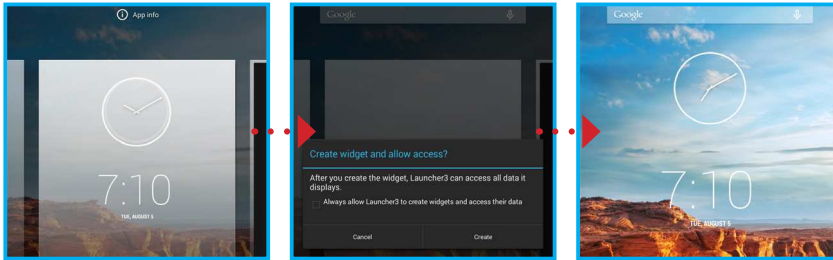 App info
7:10
TUE, AUGUST 5
Google
Create widget and allow access?
After you create the widget, Launcher3 can access all data it
displays.
Always allow Launcher3 to create widgets and access their data
Cancel Create
Google
7:10
TUE, AUGUST 5